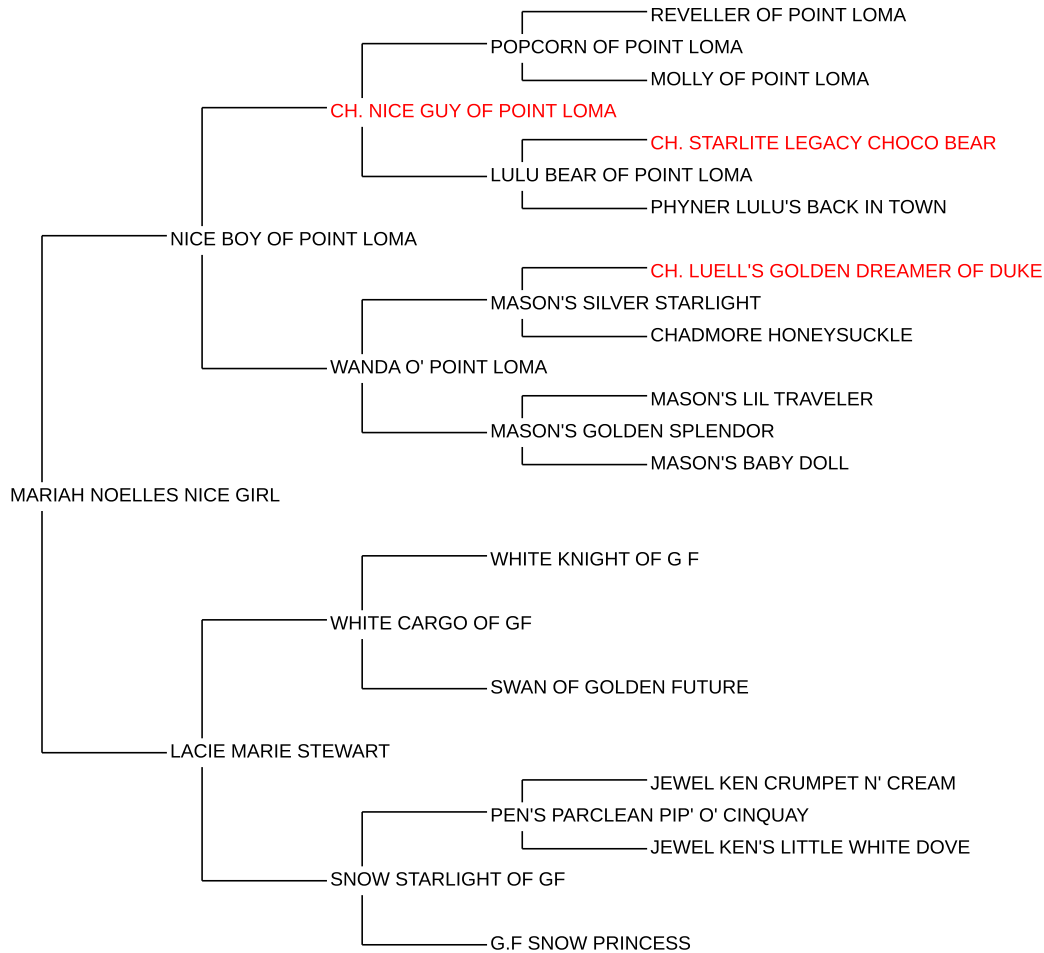 REVELLER OF POINT LOMA
POPCORN OF POINT LOMA
MOLLY OF POINT LOMA
CH. NICE GUY OF POINT LOMA
CH. STARLITE LEGACY CHOCO BEAR
LULU BEAR OF POINT LOMA
PHYNER LULU'S BACK IN TOWN
NICE BOY OF POINT LOMA
CH. LUELL'S GOLDEN DREAMER OF DUKE
MASON'S SILVER STARLIGHT
CHADMORE HONEYSUCKLE
WANDA O' POINT LOMA
MASON'S LIL TRAVELER
MASON'S GOLDEN SPLENDOR
MASON'S BABY DOLL
MARIAH NOELLES NICE GIRL
WHITE KNIGHT OF G F
WHITE CARGO OF GF
SWAN OF GOLDEN FUTURE
LACIE MARIE STEWART
JEWEL KEN CRUMPET N' CREAM
PEN'S PARCLEAN PIP' O' CINQUAY
JEWEL KEN'S LITTLE WHITE DOVE
SNOW STARLIGHT OF GF
G.F SNOW PRINCESS